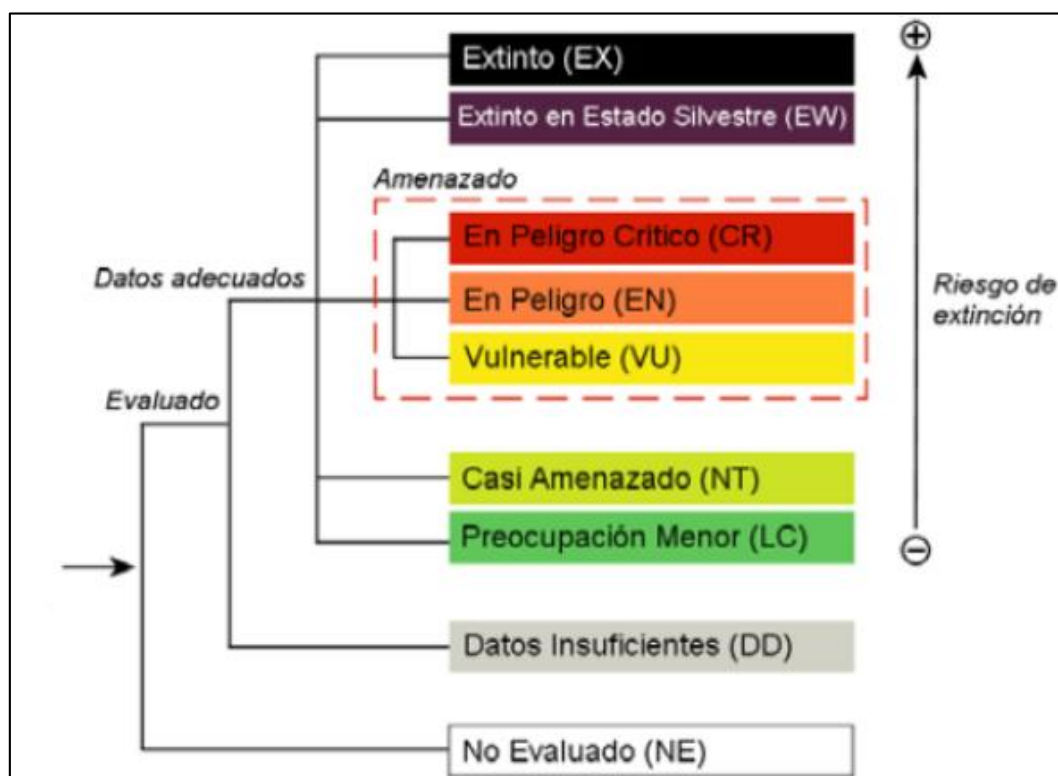 Extinto (EX)
Extinto en Estado Silvestre (EW)
Amenazado
En Peligro Critico (CR)
Datos adecuados
En Peligro (EN)
Riesgo de
extinción
Vulnerable (VU)
Evaluado
Casi Amenazado (NT)
Preocupación Menor (LC)
Datos Insuficientes (DD)
No Evaluado (NE)